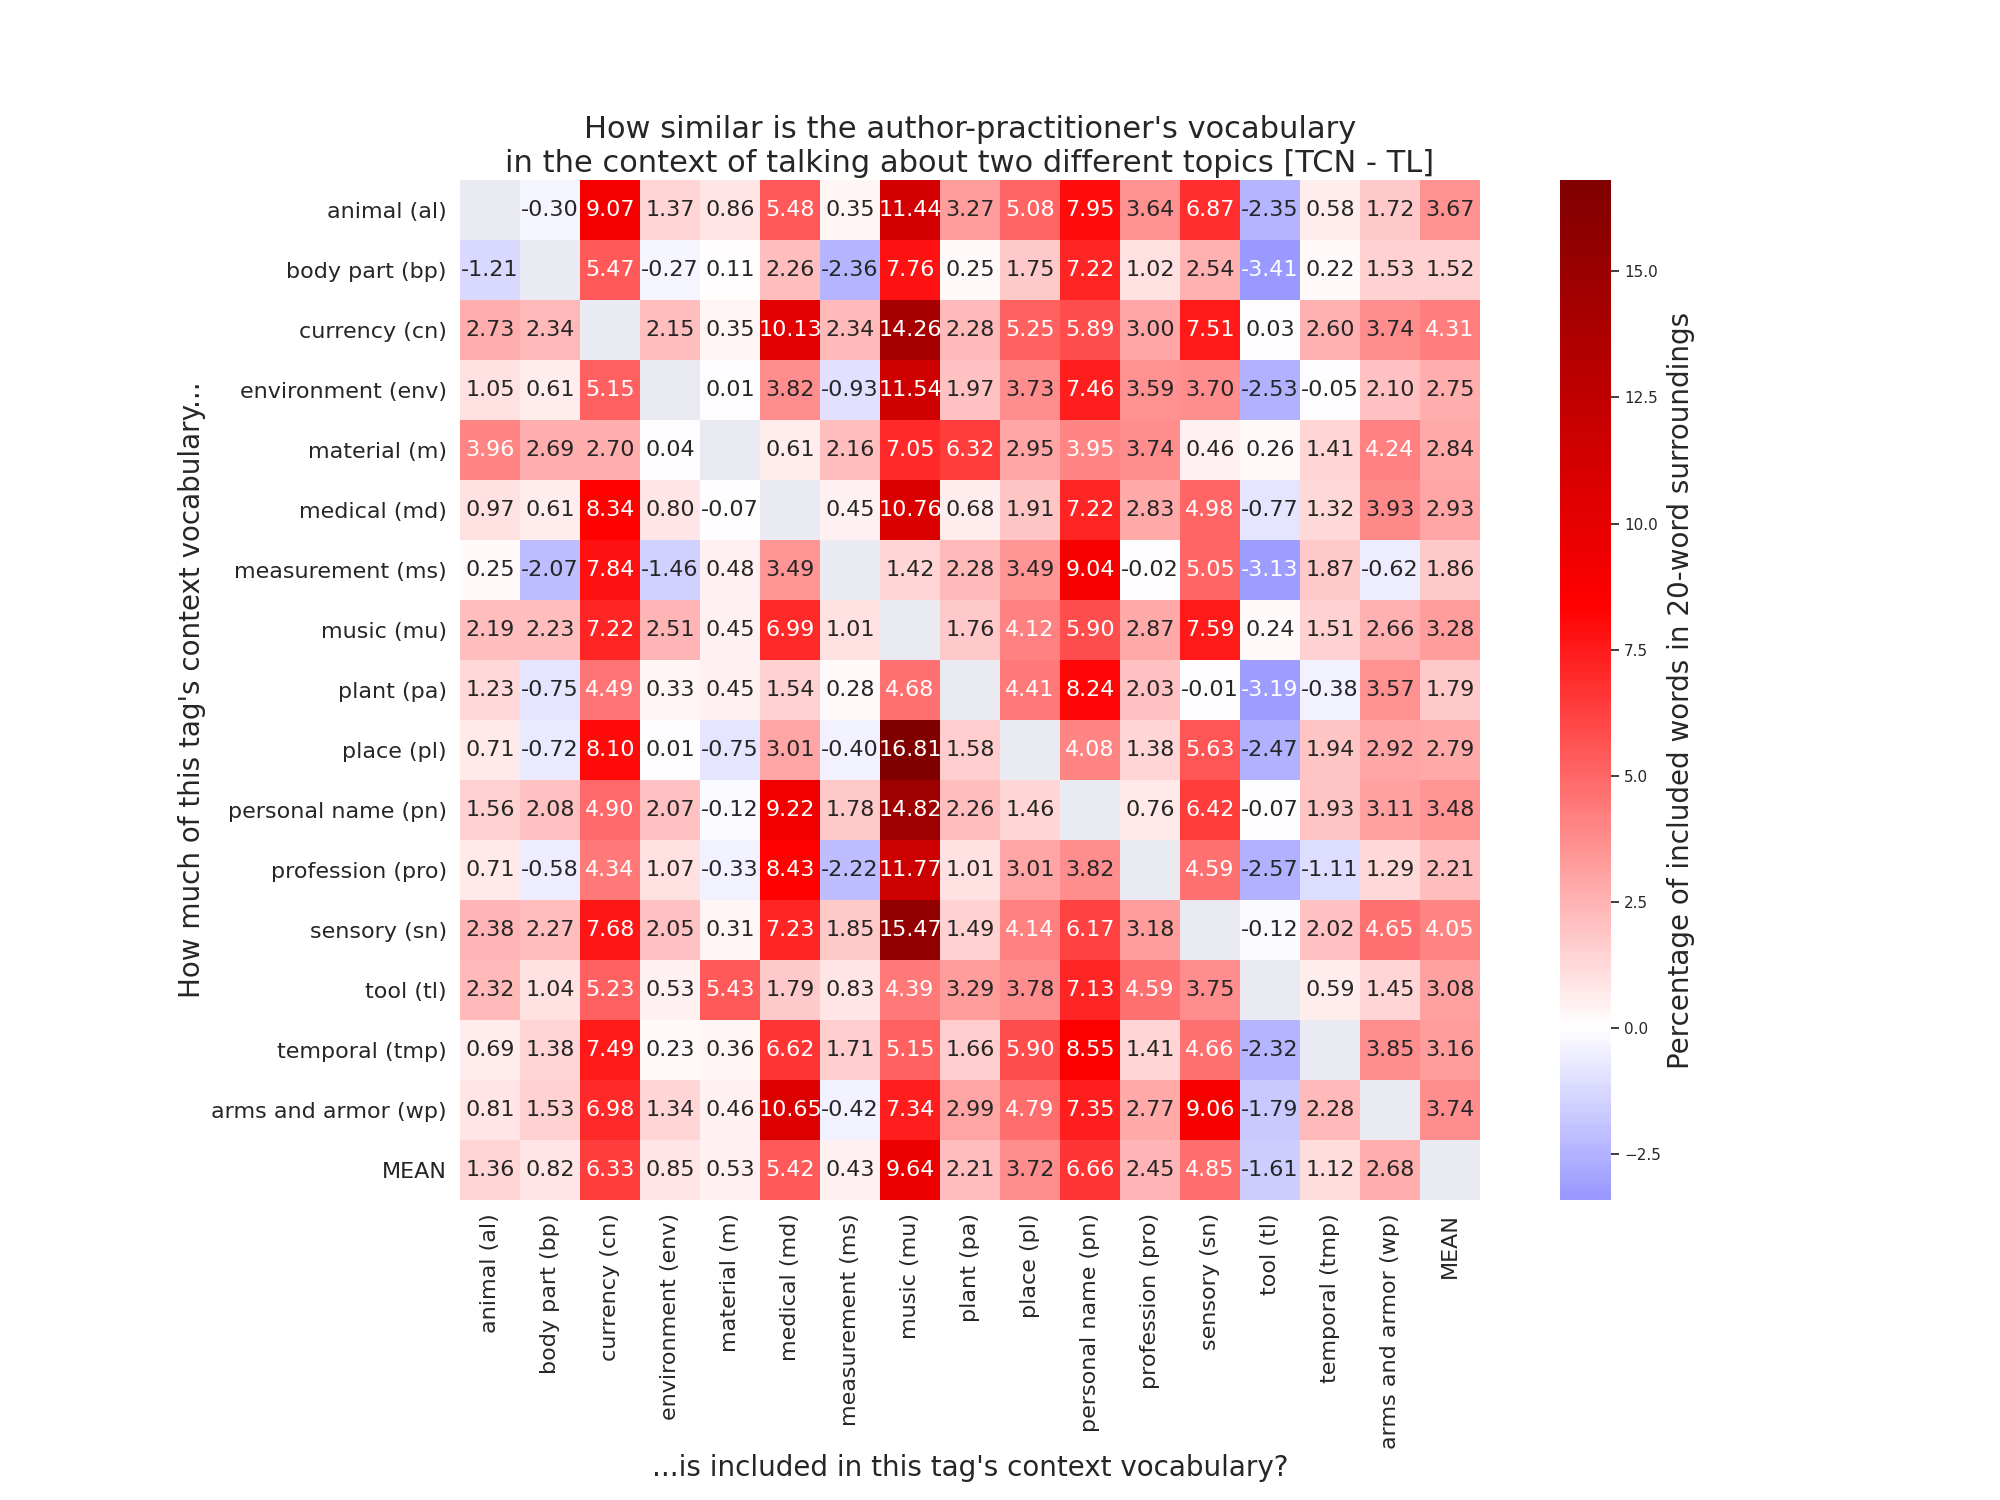 How similar is the author-practitioner's vocabulary
in the context of talking about two different topics [TCN - TL]
How much of this tag's context vocabulary...
animal (al) -0.30 9.07 1.37 0.86 5.48 0.35 11.44 3.27 5.08 7.95 3.64 6.87 -2.35 0.58 1.72 3.67
body part (bp) -1.21 5.47 -0.27 0.11 2.26 -2.36 7.76 0.25 1.75 7.22 1.02 2.54 -3.41 0.22 1.53 1.52
currency (cn) 2.73 2.34 2.15 0.35 10.13 2.34 14.26 2.28 5.25 5.89 3.00 7.51 0.03 2.60 3.74 4.31
environment (env) 1.05 0.61 5.15 0.01 3.82 -0.93 11.54 1.97 3.73 7.46 3.59 3.70 -2.53 -0.05 2.10 2.75
material (m) 3.96 2.69 2.70 0.04 0.61 2.16 7.05 6.32 2.95 3.95 3.74 0.46 0.26 1.41 4.24 2.84
medical (md) 0.97 0.61 8.34 0.80 -0.07 0.45 10.76 0.68 1.91 7.22 2.83 4.98 -0.77 1.32 3.93 2.93
measurement (ms) 0.25 -2.07 7.84 -1.46 0.48 3.49 1.42 2.28 3.49 9.04 -0.02 5.05 -3.13 1.87 -0.62 1.86
music (mu) 2.19 2.23 7.22 2.51 0.45 6.99 1.01 1.76 4.12 5.90 2.87 7.59 0.24 1.51 2.66 3.28
plant (pa) 1.23 -0.75 4.49 0.33 0.45 1.54 0.28 4.68 4.41 8.24 2.03 -0.01 -3.19 -0.38 3.57 1.79
place (pl) 0.71 -0.72 8.10 0.01 -0.75 3.01 -0.40 16.81 1.58 4.08 1.38 5.63 -2.47 1.94 2.92 2.79
personal name (pn) 1.56 2.08 4.90 2.07 -0.12 9.22 1.78 14.82 2.26 1.46 0.76 6.42 -0.07 1.93 3.11 3.48
profession (pro) 0.71 -0.58 4.34 1.07 -0.33 8.43 -2.22 11.77 1.01 3.01 3.82 4.59 -2.57 -1.11 1.29 2.21
sensory (sn) 2.38 2.27 7.68 2.05 0.31 7.23 1.85 15.47 1.49 4.14 6.17 3.18 -0.12 2.02 4.65 4.05
tool (tl) 2.32 1.04 5.23 0.53 5.43 1.79 0.83 4.39 3.29 3.78 7.13 4.59 3.75 0.59 1.45 3.08
temporal (tmp) 0.69 1.38 7.49 0.23 0.36 6.62 1.71 5.15 1.66 5.90 8.55 1.41 4.66 -2.32 3.85 3.16
arms and armor (wp) 0.81 1.53 6.98 1.34 0.46 10.65 -0.42 7.34 2.99 4.79 7.35 2.77 9.06 -1.79 2.28 3.74
MEAN 1.36 0.82 6.33 0.85 0.53 5.42 0.43 9.64 2.21 3.72 6.66 2.45 4.85 -1.61 1.12 2.68
animal (al)
body part (bp)
currency (cn)
environment (env)
material (m)
medical (md)
measurement (ms)
music (mu)
plant (pa)
place (pl)
personal name (pn)
profession (pro)
sensory (sn)
tool (tl)
temporal (tmp)
arms and armor (wp)
MEAN
...is included in this tag's context vocabulary?
15.0
12.5
10.0
7.5
5.0
2.5
0.0
−2.5
Percentage of included words in 20-word surroundings